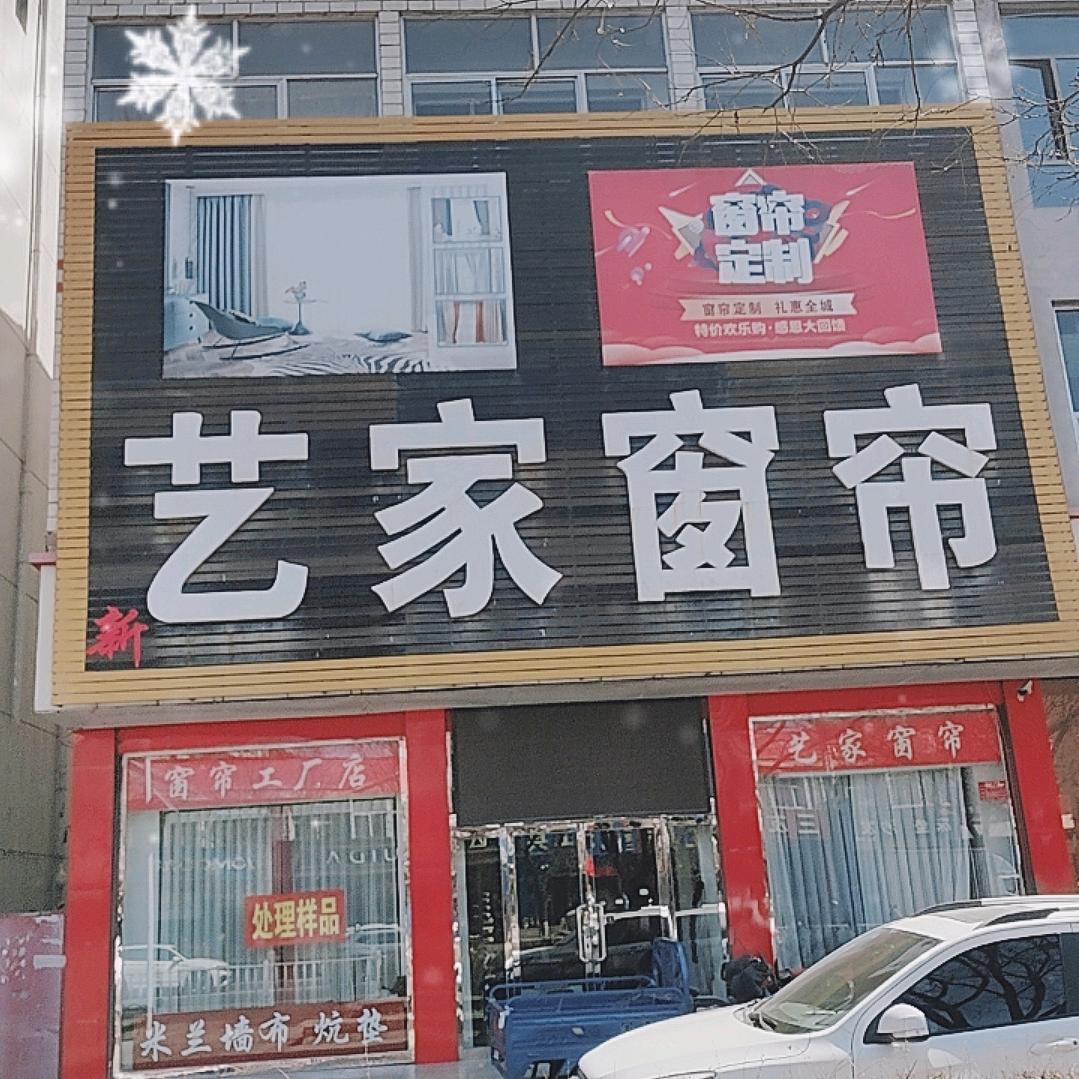 窗帘
定制
窗帘定制 礼惠全城
特价欢乐购·感恩大回馈
艺家窗帘
新
窗帘工厂店
艺家窗帘
处理样品
米兰墙布 炕垫